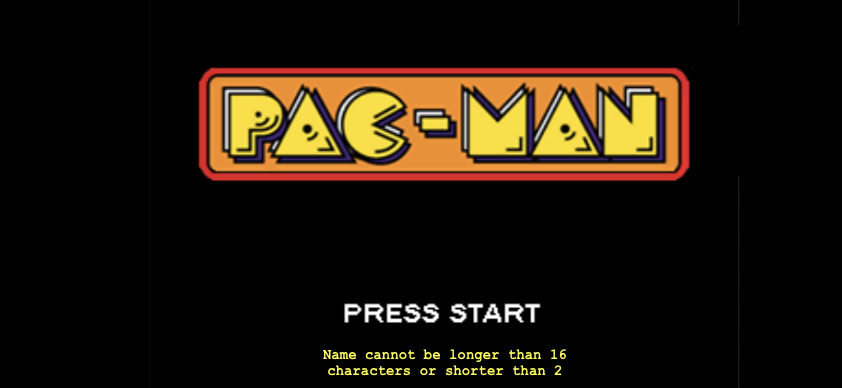 PAC-MAN
PRESS START
Name cannot be longer than 16
characters or shorter than 2